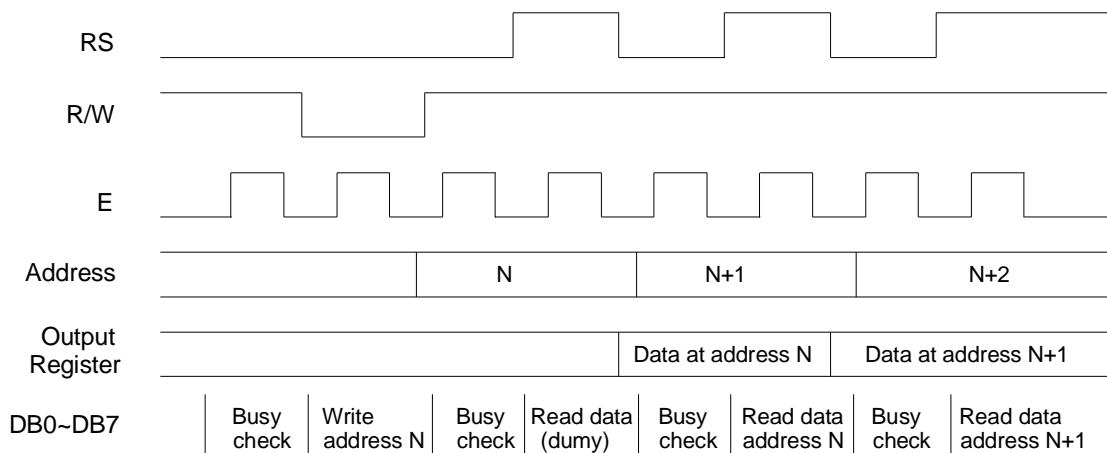 RS
R/W
E
Address N N+1 N+2
Output
Register Data at address N Data at address N+1
DB0~DB7
Busy
check
Write
address N
Busy
check
Read data
(dumy)
Busy
check
Read data
address N
Busy
check
Read data
address N+1